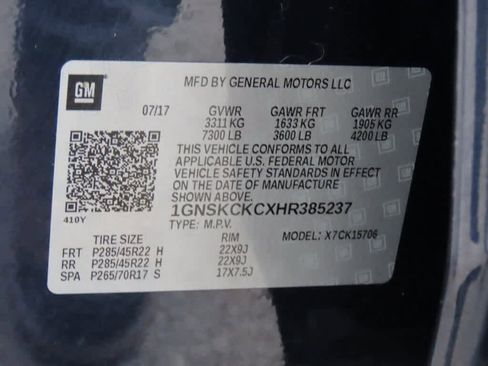 GM
MFD BY GENERAL MOTORS LLC
07/17 GVWR GAWR FRT GAWR RR
3311 KG 1633 KG 1905 KG
7300 LB 3600 LB 4200 LB
THIS VEHICLE CONFORMS TO ALL
APPLICABLE U.S. FEDERAL MOTOR
VEHICLE SAFETY STANDARDS IN EFFECT
ON THE DATE OF MANUFACTURE
SHOWN ABOVE.
410Y
1GNSKCKCXHR385237
TYPE: M.P.V. MODEL: X7CK15706
TIRE SIZE RIM
FRT P285/45R22 H 22X9J
RR P285/45R22 H 22X9J
SPA P265/70R17 S 17X7.5J